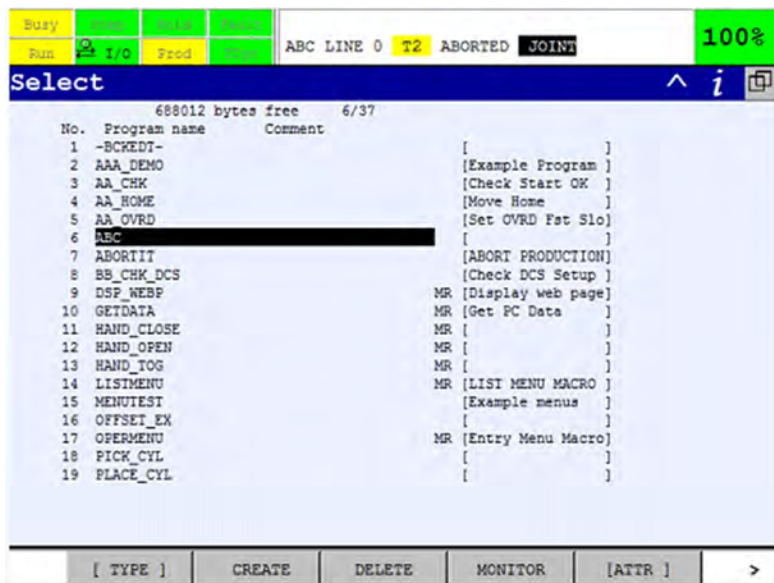 Busy
Run I/O Prod
ABC LINE 0 T2 ABORTED JOINT
100%
Select
688012 bytes free 6/37
No. Program name Comment
1 -BCKEDT- [ ]
2 AAA_DEMO [Example Program ]
3 AA_CHK [Check Start OK ]
4 AA_HOME [Move Home ]
5 AA_OVRD [Set OVRD Fst Slo]
6 ABC [ ]
7 ABORTIT [ABORT PRODUCTION]
8 BB_CHK_DCS [Check DCS Setup ]
9 DSP_WEBP MR [Display web page]
10 GETDATA MR [Get PC Data ]
11 HAND_CLOSE MR [ ]
12 HAND_OPEN MR [ ]
13 HAND_TOG MR [ ]
14 LISTMENU MR [LIST MENU MACRO ]
15 MENUTEST [Example menus ]
16 OFFSET_EX [ ]
17 OPERMENU MR [Entry Menu Macro]
18 PICK_CYL [ ]
19 PLACE_CYL [ ]
[ TYPE ] CREATE DELETE MONITOR [ATTR ] >